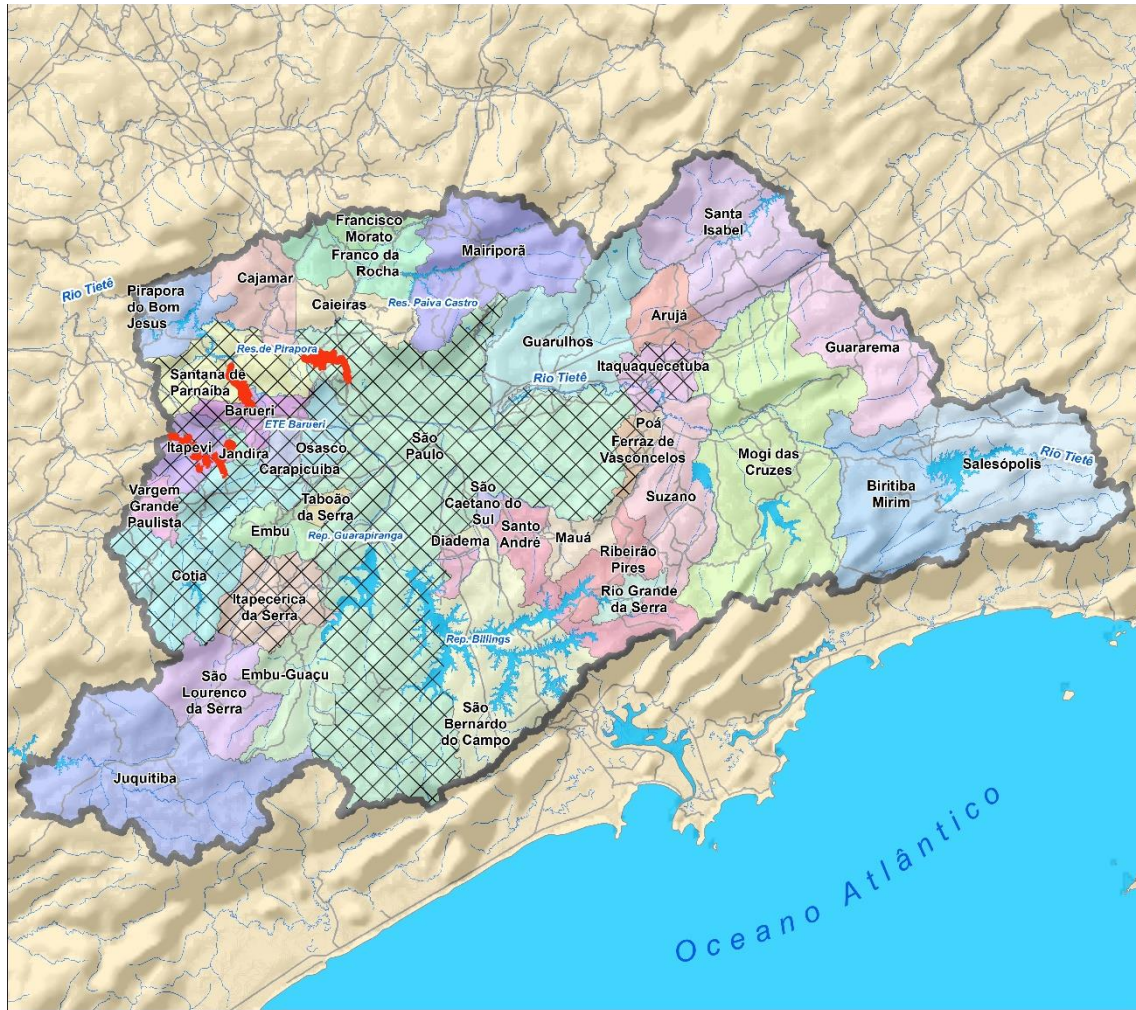 Santa
Isabel
Francisco
Morato
Franco da
Rocha
Mairiporã
Cajamar
Rio Tietê
Pirapora
do Bom
Jesus
Caieiras
Res. Paiva Castro
Arujá
Guarulhos
Guararema
Res.de Pirapora
Santana de
Parnaíba
Itaquaquecetuba
Rio Tietê
Barueri
ETE Barueri
Itapevi
Jandira
Osasco
Carapicuíba
São
Paulo
Poá
Ferraz de
Vasconcelos
Mogi das
Cruzes
Salesópolis
Rio Tietê
Biritiba
Mirim
Vargem
Grande
Paulista
Taboão
da Serra
Embu
Rep. Guarapiranga
São
Caetano do
Sul
Suzano
Santo
André
Diadema
Mauá
Ribeirão
Pires
Cotia
Itapecerica
da Serra
Rio Grande
da Serra
Rep. Billings
São
Lourenço
da Serra
Embu-Guaçu
São
Bernardo
do Campo
Juquitiba
Oceano Atlântico